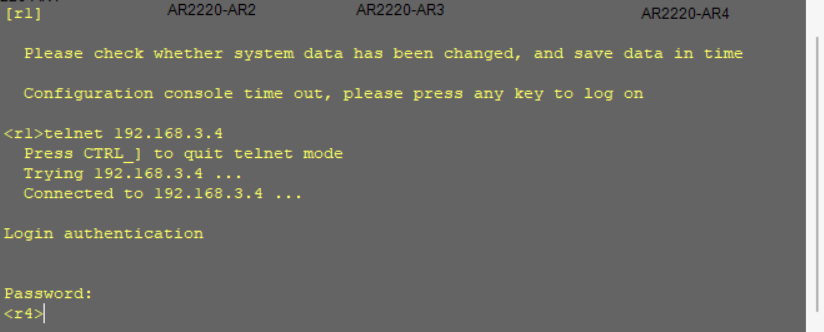 [r1] AR2220-AR2 AR2220-AR3 AR2220-AR4
Please check whether system data has been changed, and save data in time
Configuration console time out, please press any key to log on
<r1>telnet 192.168.3.4
Press CTRL_] to quit telnet mode
Trying 192.168.3.4 ...
Connected to 192.168.3.4 ...
Login authentication
Password:
<r4>